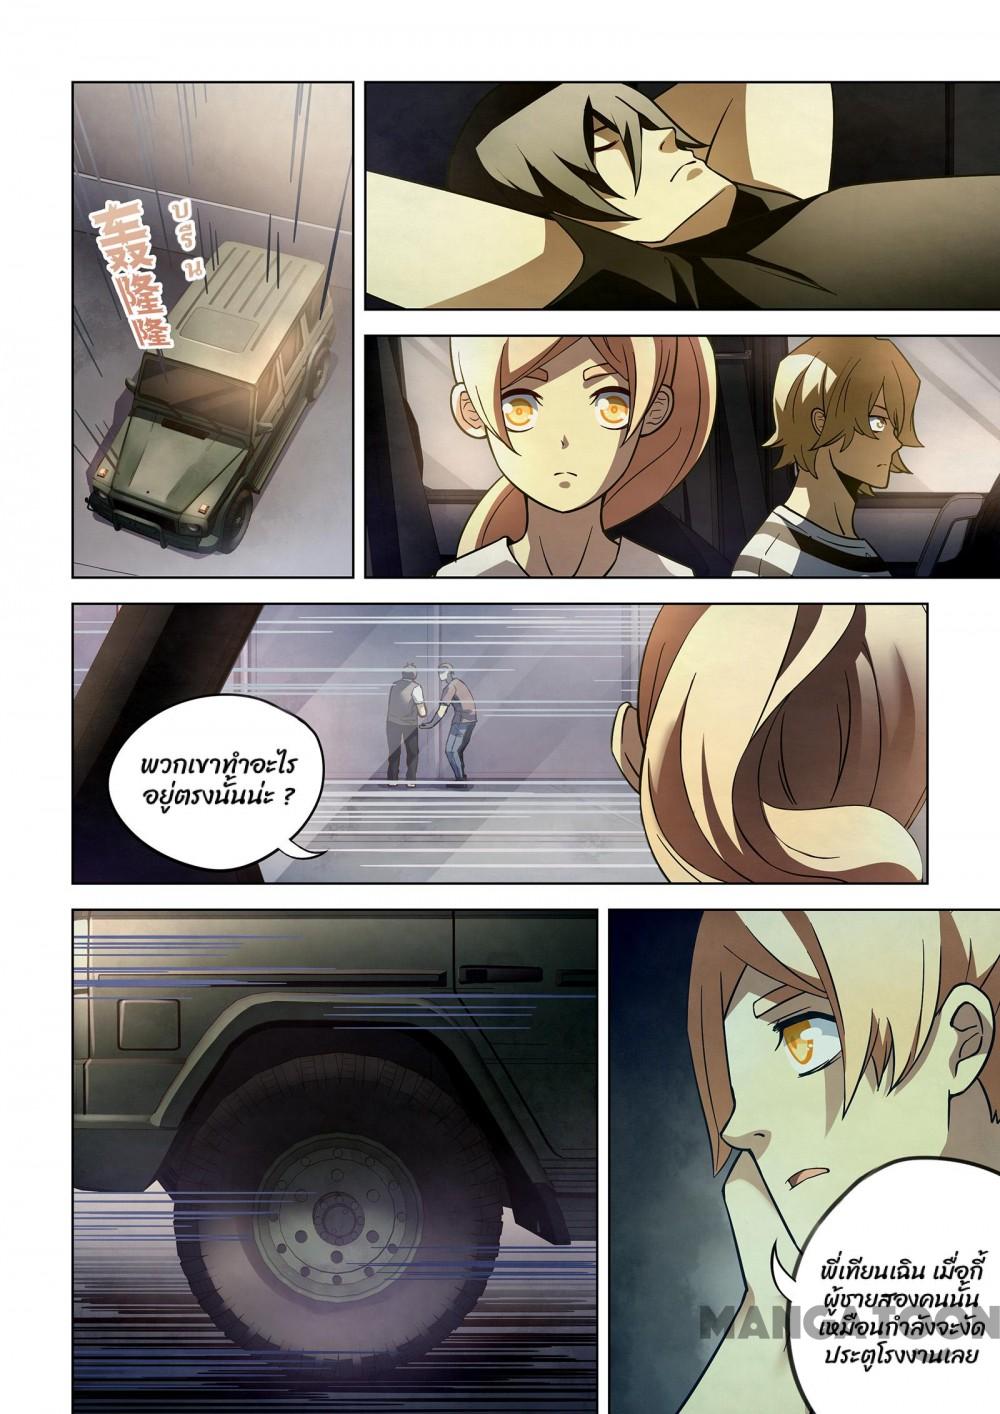 轰隆隆
บรืน
พวกเขาทำอะไร
อยู่ตรงนั้นน่ะ ?
พี่เทียนเฉิน เมื่อกี้
ผู้ชายสองคนนั้น
เหมือนกำลังจะงัด
ประตูโรงงานเลย
MANGATOON